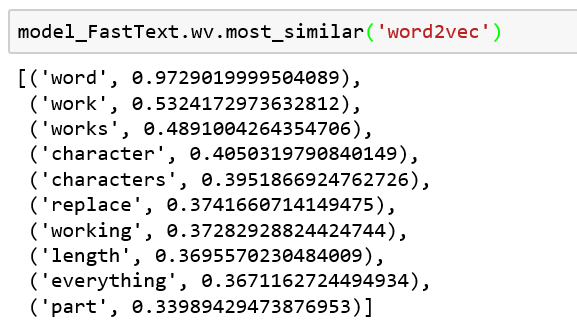 model_FastText.wv.most_similar('word2vec')
[('word', 0.9729019999504089),
('work', 0.5324172973632812),
('works', 0.4891004264354706),
('character', 0.4050319790840149),
('characters', 0.3951866924762726),
('replace', 0.3741660714149475),
('working', 0.37282928824424744),
('length', 0.3695570230484009),
('everything', 0.3671162724494934),
('part', 0.33989429473876953)]